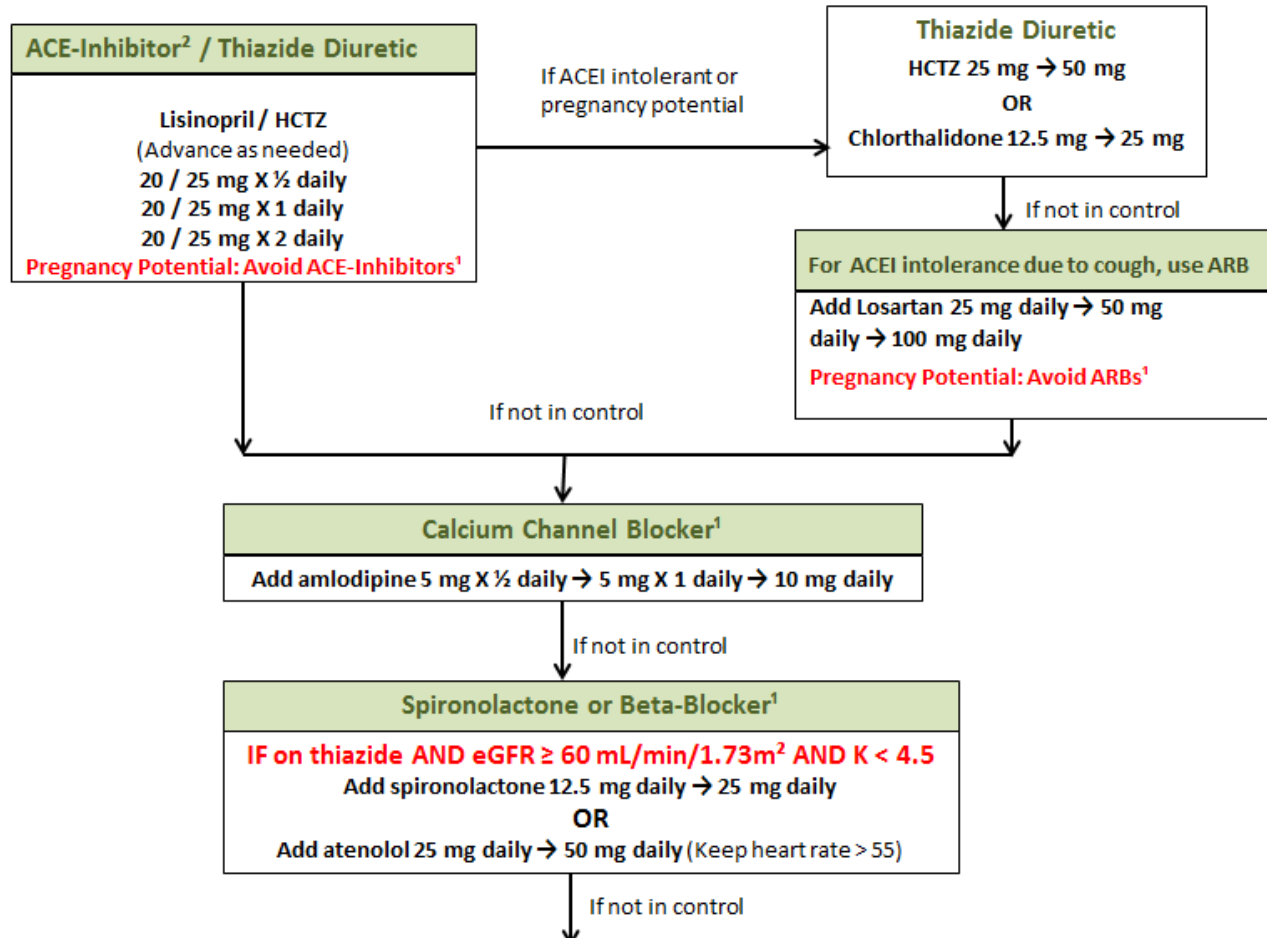 ACE-Inhibitor² / Thiazide Diuretic
Lisinopril / HCTZ
(Advance as needed)
20 / 25 mg X ½ daily
20 / 25 mg X 1 daily
20 / 25 mg X 2 daily
Pregnancy Potential: Avoid ACE-Inhibitors¹
If ACEI intolerant or
pregnancy potential
Thiazide Diuretic
HCTZ 25 mg → 50 mg
OR
Chlorthalidone 12.5 mg → 25 mg
If not in control
For ACEI intolerance due to cough, use ARB
Add Losartan 25 mg daily → 50 mg
daily → 100 mg daily
Pregnancy Potential: Avoid ARBs¹
If not in control
Calcium Channel Blocker¹
Add amlodipine 5 mg X ½ daily → 5 mg X 1 daily → 10 mg daily
If not in control
Spironolactone or Beta-Blocker¹
IF on thiazide AND eGFR ≥ 60 mL/min/1.73m² AND K < 4.5
Add spironolactone 12.5 mg daily → 25 mg daily
OR
Add atenolol 25 mg daily → 50 mg daily (Keep heart rate > 55)
If not in control